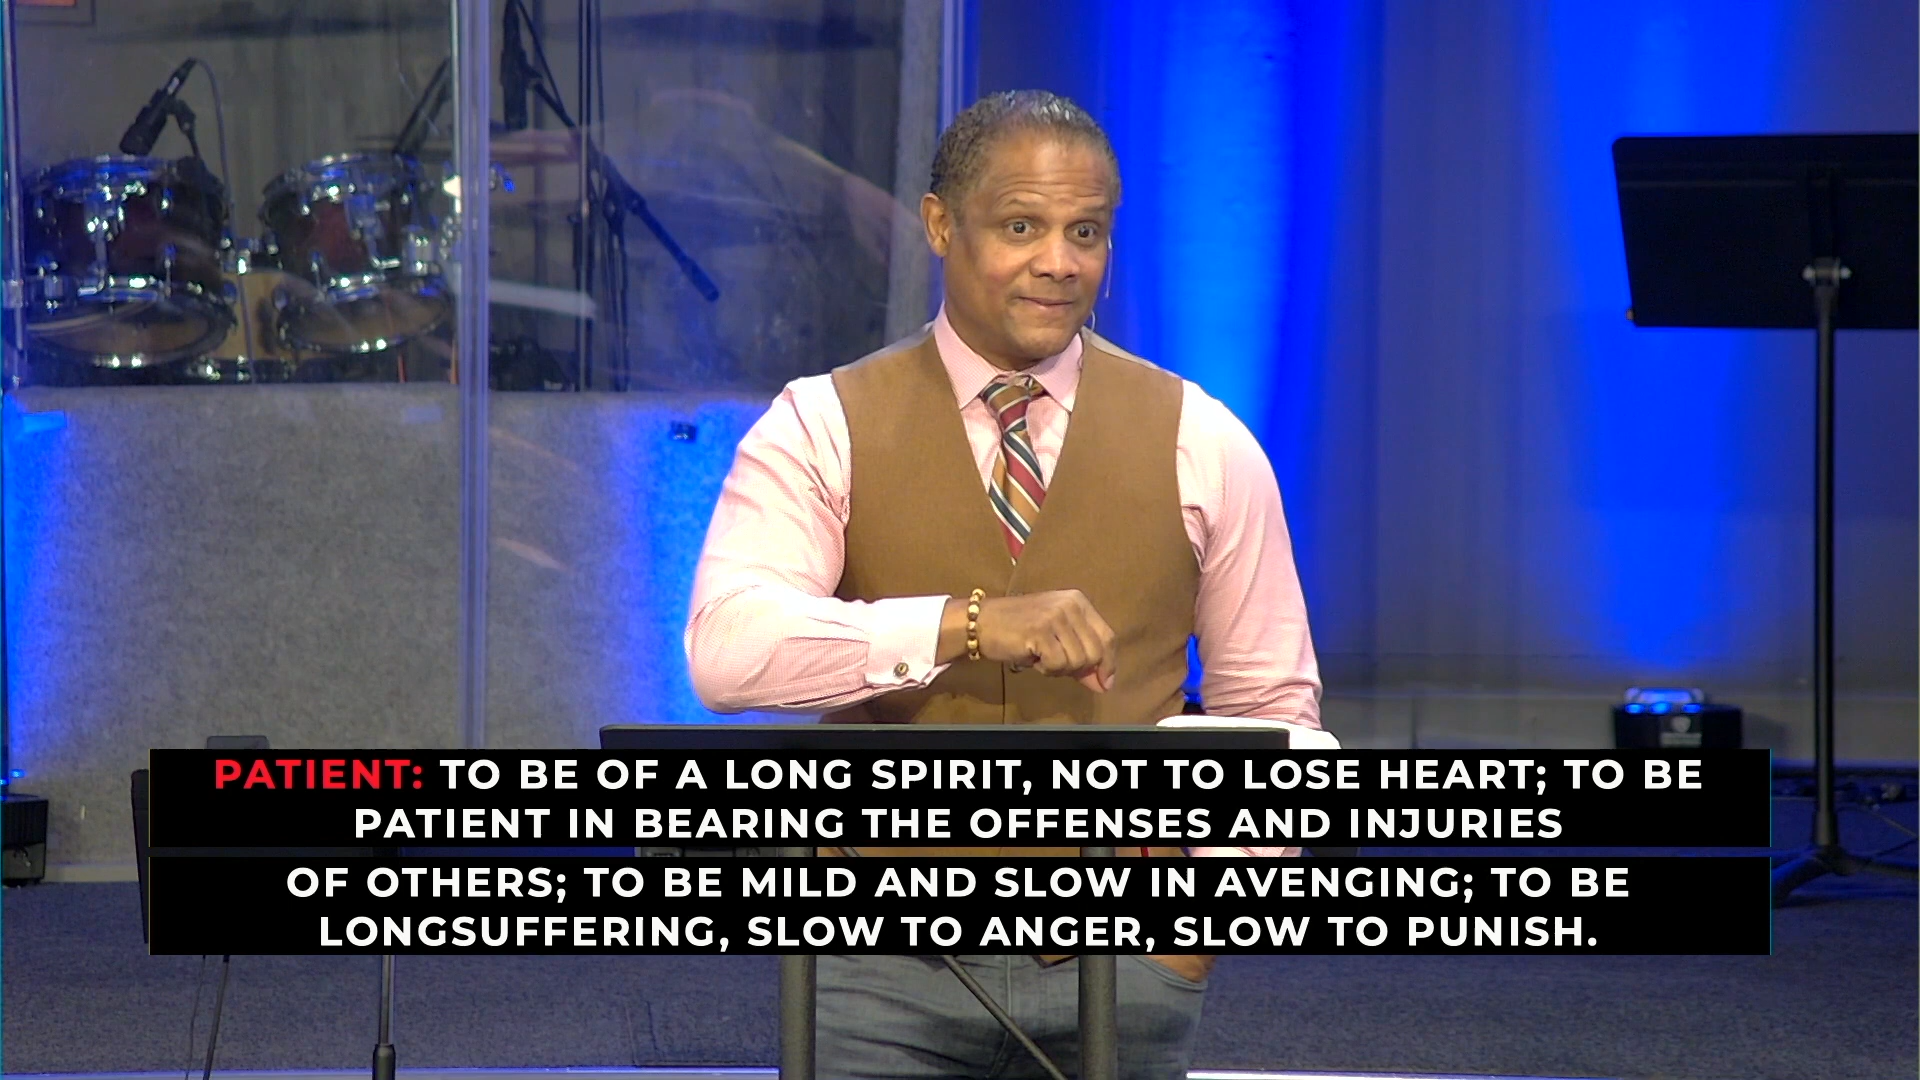 PATIENT: TO BE OF A LONG SPIRIT, NOT TO LOSE HEART; TO BE
PATIENT IN BEARING THE OFFENSES AND INJURIES
OF OTHERS; TO BE MILD AND SLOW IN AVENGING; TO BE
LONGSUFFERING, SLOW TO ANGER, SLOW TO PUNISH.